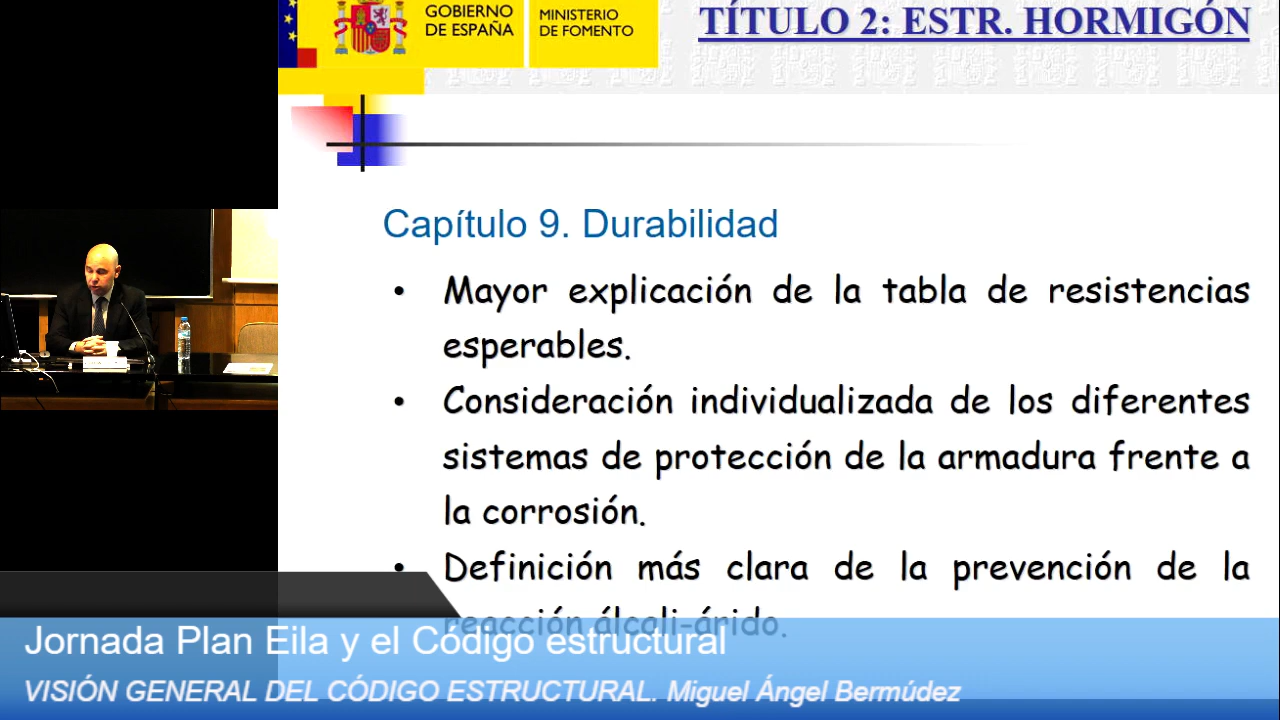 GOBIERNO
DE ESPAÑA
MINISTERIO
DE FOMENTO
TÍTULO 2: ESTR. HORMIGÓN
Capítulo 9. Durabilidad
• Mayor explicación de la tabla de resistencias
esperables.
• Consideración individualizada de los diferentes
sistemas de protección de la armadura frente a
la corrosión.
• Definición más clara de la prevención de la
reacción álcali-árido.
Jornada Plan Eila y el Código estructural
VISIÓN GENERAL DEL CÓDIGO ESTRUCTURAL. Miguel Ángel Bermúdez